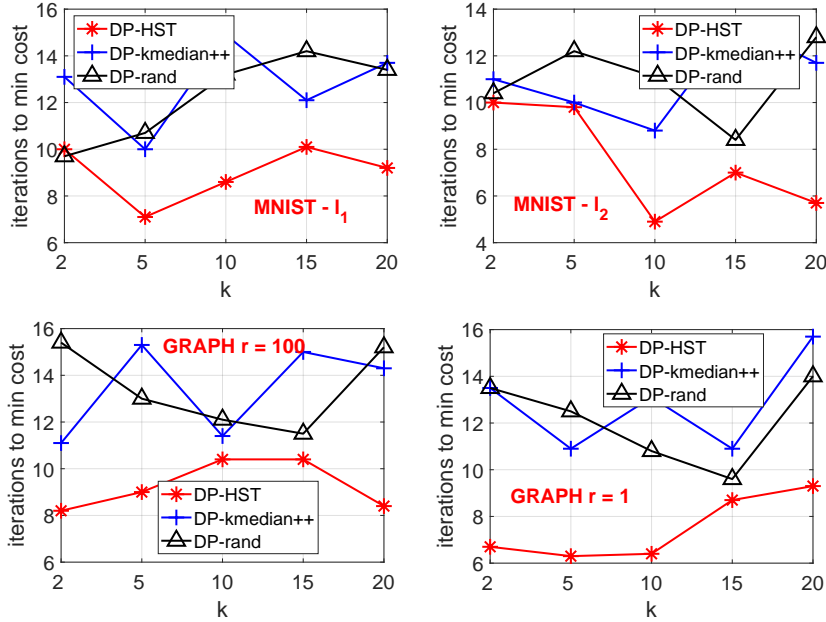 16
14
12
10
8
6
iterations to min cost
2
5
10
15
20
k
DP-HST
DP-kmedian++
DP-rand
MNIST - l1
14
12
10
8
6
4
iterations to min cost
2
5
10
15
20
k
DP-HST
DP-kmedian++
DP-rand
MNIST - l2
16
14
12
10
8
6
iterations to min cost
2
5
10
15
20
k
GRAPH r = 100
DP-HST
DP-kmedian++
DP-rand
16
14
12
10
8
6
iterations to min cost
2
5
10
15
20
k
DP-HST
DP-kmedian++
DP-rand
GRAPH r = 1